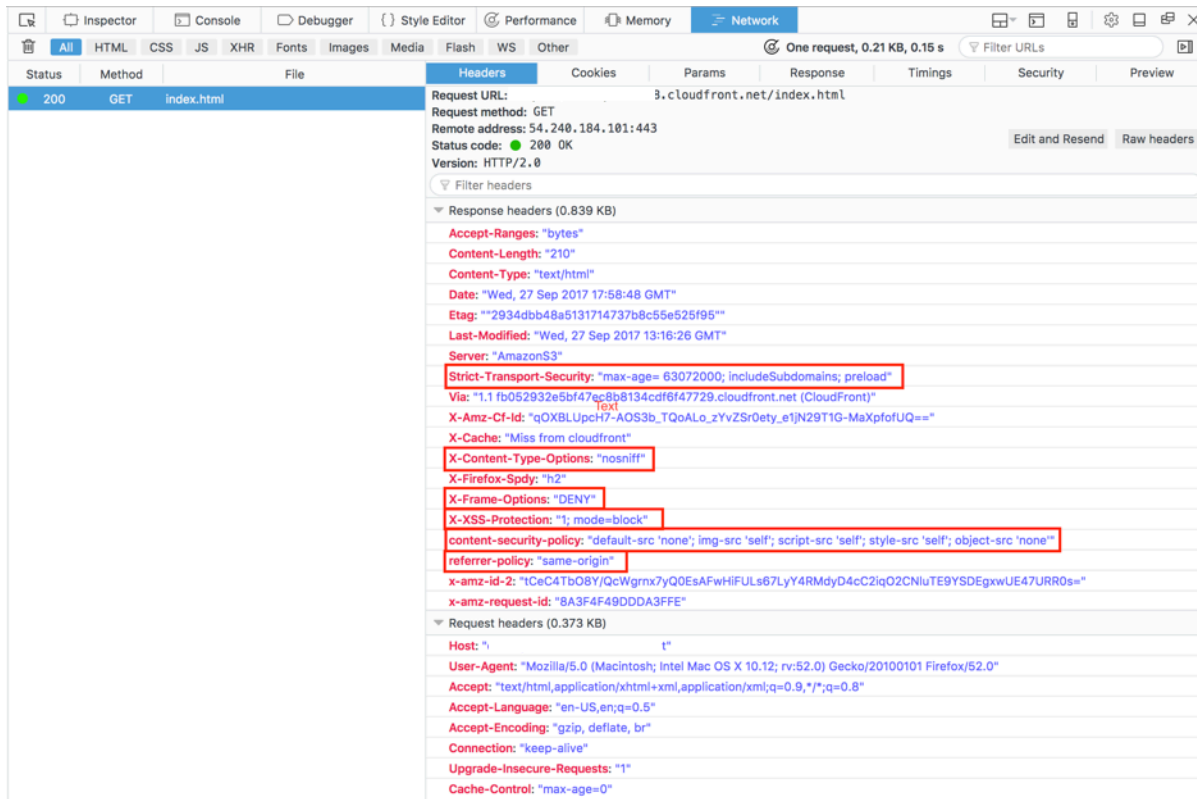 Inspector Console Debugger { } Style Editor Performance Memory Network
All HTML CSS JS XHR Fonts Images Media Flash WS Other One request, 0.21 KB, 0.15 s Filter URLs
Status Method File Headers Cookies Params Response Timings Security Preview
200 GET index.html
Request URL: 3.cloudfront.net/index.html
Request method: GET
Remote address: 54.240.184.101:443
Status code: 200 OK
Edit and Resend Raw headers
Version: HTTP/2.0
Filter headers
Response headers (0.839 KB)
Accept-Ranges: "bytes"
Content-Length: "210"
Content-Type: "text/html"
Date: "Wed, 27 Sep 2017 17:58:48 GMT"
Etag: ""2934dbb48a5131714737b8c55e525f95""
Last-Modified: "Wed, 27 Sep 2017 13:16:26 GMT"
Server: "AmazonS3"
Strict-Transport-Security: "max-age= 63072000; includeSubdomains; preload"
Via: "1.1 fb052932e5bf47ec8b8134cdf6f47729.cloudfront.net (CloudFront)"
Text
X-Amz-Cf-Id: "qOXBLUpcH7-AOS3b_TQoALo_zYvZSr0ety_e1jN29T1G-MaXpfofUQ=="
X-Cache: "Miss from cloudfront"
X-Content-Type-Options: "nosniff"
X-Firefox-Spdy: "h2"
X-Frame-Options: "DENY"
X-XSS-Protection: "1; mode=block"
content-security-policy: "default-src 'none'; img-src 'self'; script-src 'self'; style-src 'self'; object-src 'none'"
referrer-policy: "same-origin"
x-amz-id-2: "tCeC4TbO8Y/QcWgrnx7yQ0EsAFwHiFULs67LyY4RMdyD4cC2iqO2CNluTE9YSDEgxwUE47URR0s="
x-amz-request-id: "8A3F4F49DDDA3FFE"
Request headers (0.373 KB)
Host: " t"
User-Agent: "Mozilla/5.0 (Macintosh; Intel Mac OS X 10.12; rv:52.0) Gecko/20100101 Firefox/52.0"
Accept: "text/html,application/xhtml+xml,application/xml;q=0.9,*/*;q=0.8"
Accept-Language: "en-US,en;q=0.5"
Accept-Encoding: "gzip, deflate, br"
Connection: "keep-alive"
Upgrade-Insecure-Requests: "1"
Cache-Control: "max-age=0"